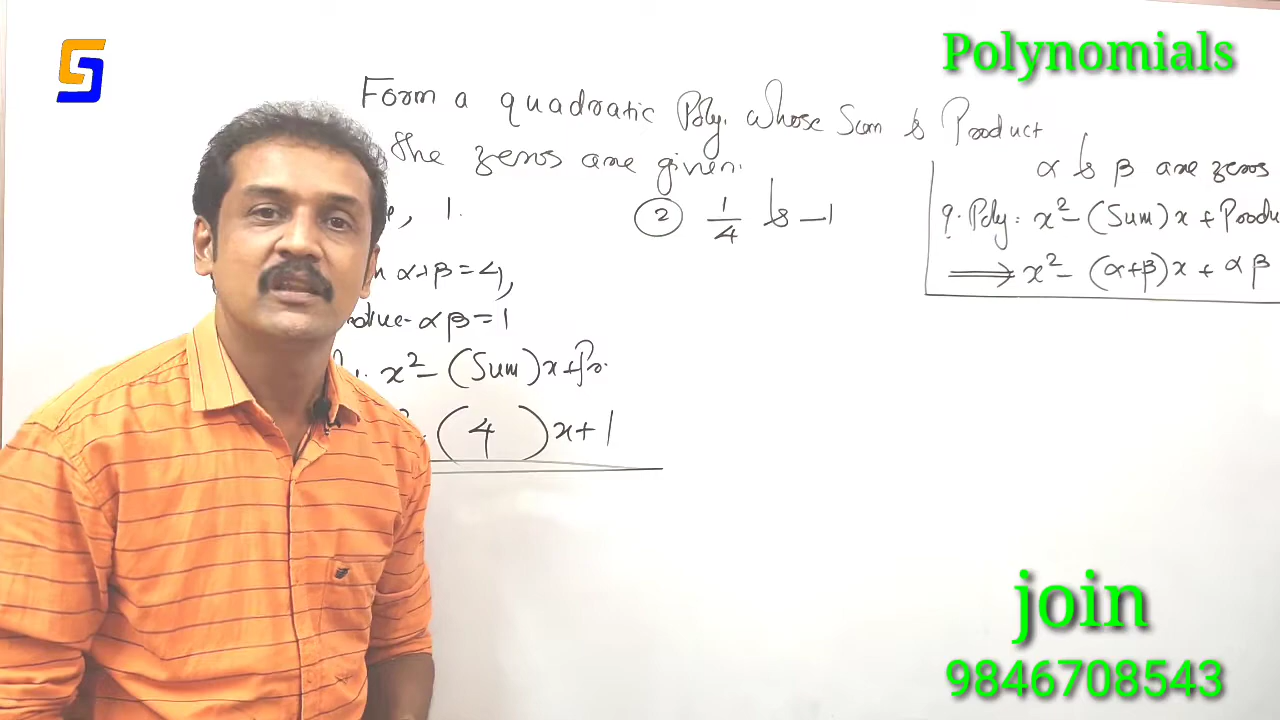 Polynomials
Form a quadratic Poly. whose Sum & Product
the zeros are given.
α & β are zeros
, 1.
② 1/4 & -1
q. Poly: x² - (Sum)x + Produ
α+β = 4,
⟹ x² - (α+β)x + αβ
αβ = 1
x² - (Sum)x + Pr.
(4)x + 1
join
9846708543